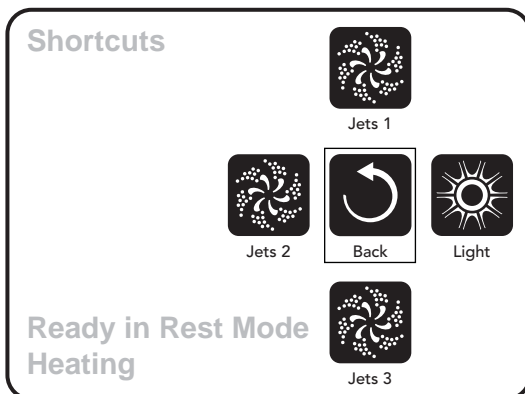 Shortcuts
Jets 1
Jets 2 Back Light
Ready in Rest Mode
Heating
Jets 3